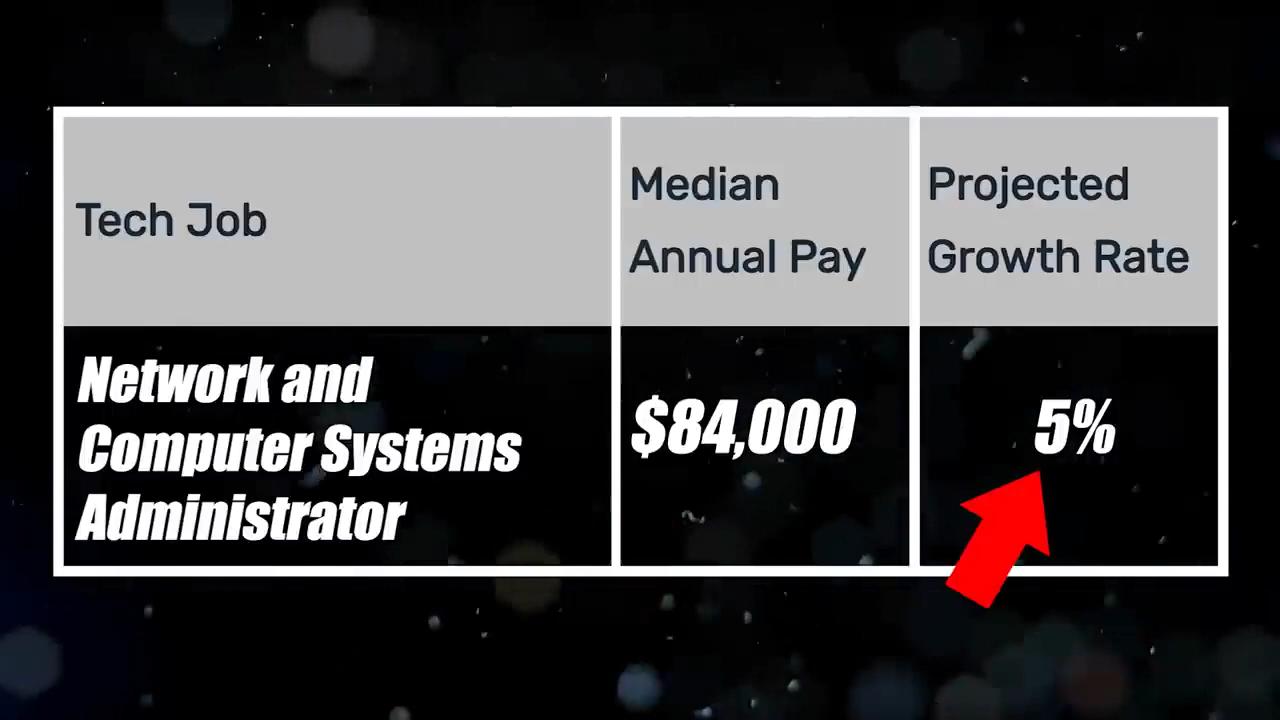 Tech Job
Median
Annual Pay
Projected
Growth Rate
Network and
Computer Systems
Administrator
$84,000
5%